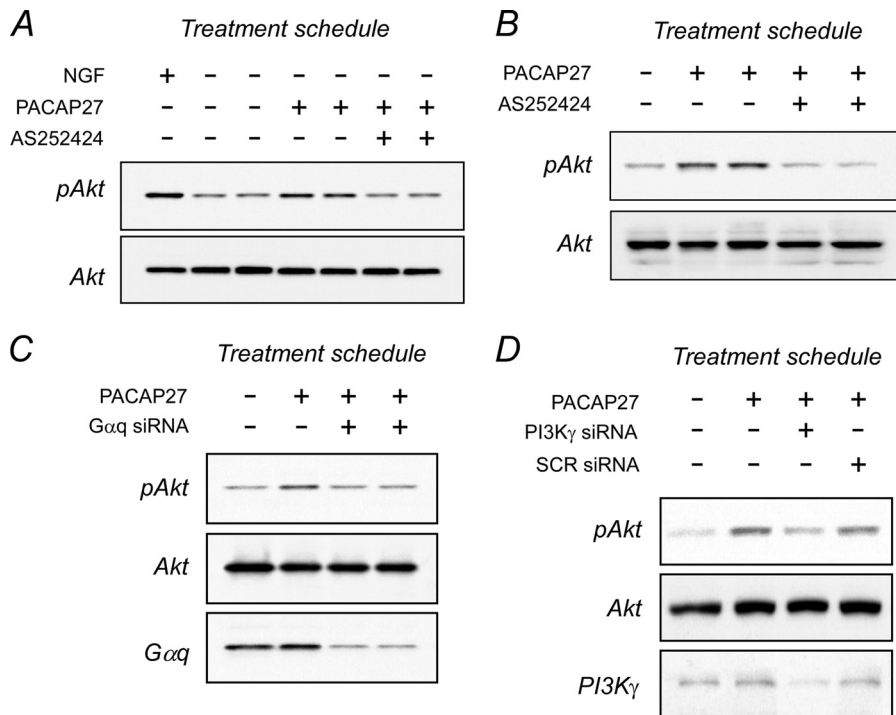 A
Treatment schedule
NGF + – – – – – –
PACAP27 – – – + + + +
AS252424 – – – – – + +
pAkt
Akt
B
Treatment schedule
PACAP27 – + + + +
AS252424 – – – + +
pAkt
Akt
C
Treatment schedule
PACAP27 – + + +
Gαq siRNA – – + +
pAkt
Akt
Gαq
D
Treatment schedule
PACAP27 – + + +
PI3Kγ siRNA – – + –
SCR siRNA – – – +
pAkt
Akt
PI3Kγ